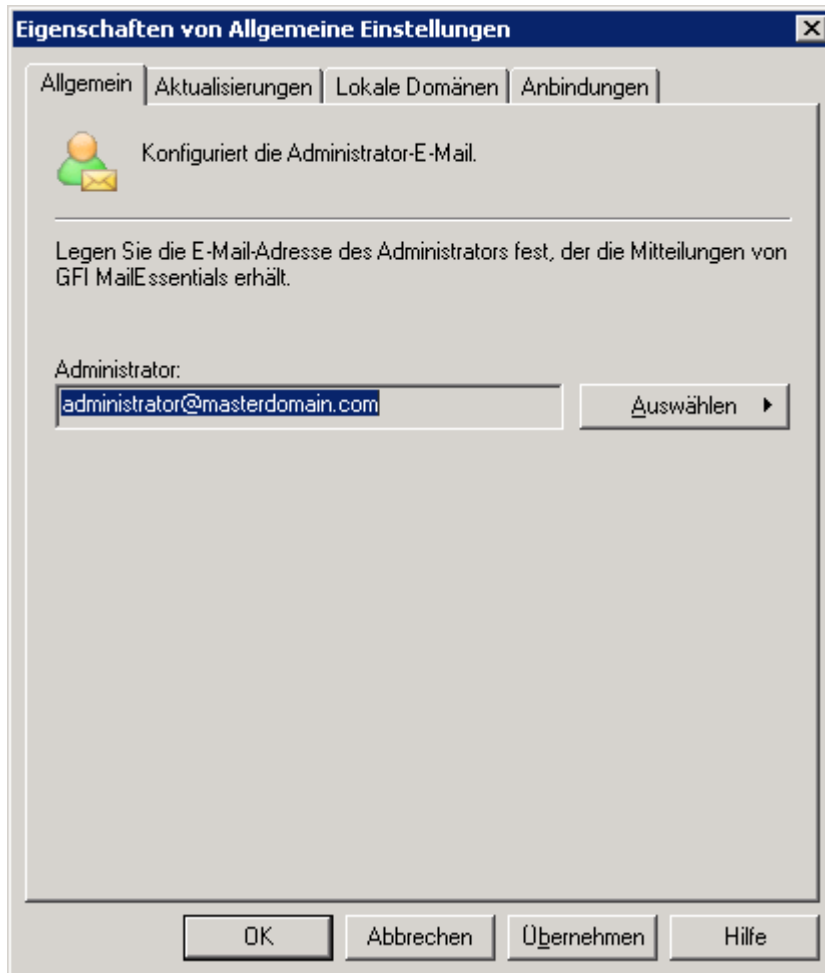 Eigenschaften von Allgemeine Einstellungen
Allgemein Aktualisierungen Lokale Domänen Anbindungen
Konfiguriert die Administrator-E-Mail.
Legen Sie die E-Mail-Adresse des Administrators fest, der die Mitteilungen von
GFI MailEssentials erhält.
Administrator:
administrator@masterdomain.com Auswählen
OK Abbrechen Übernehmen Hilfe